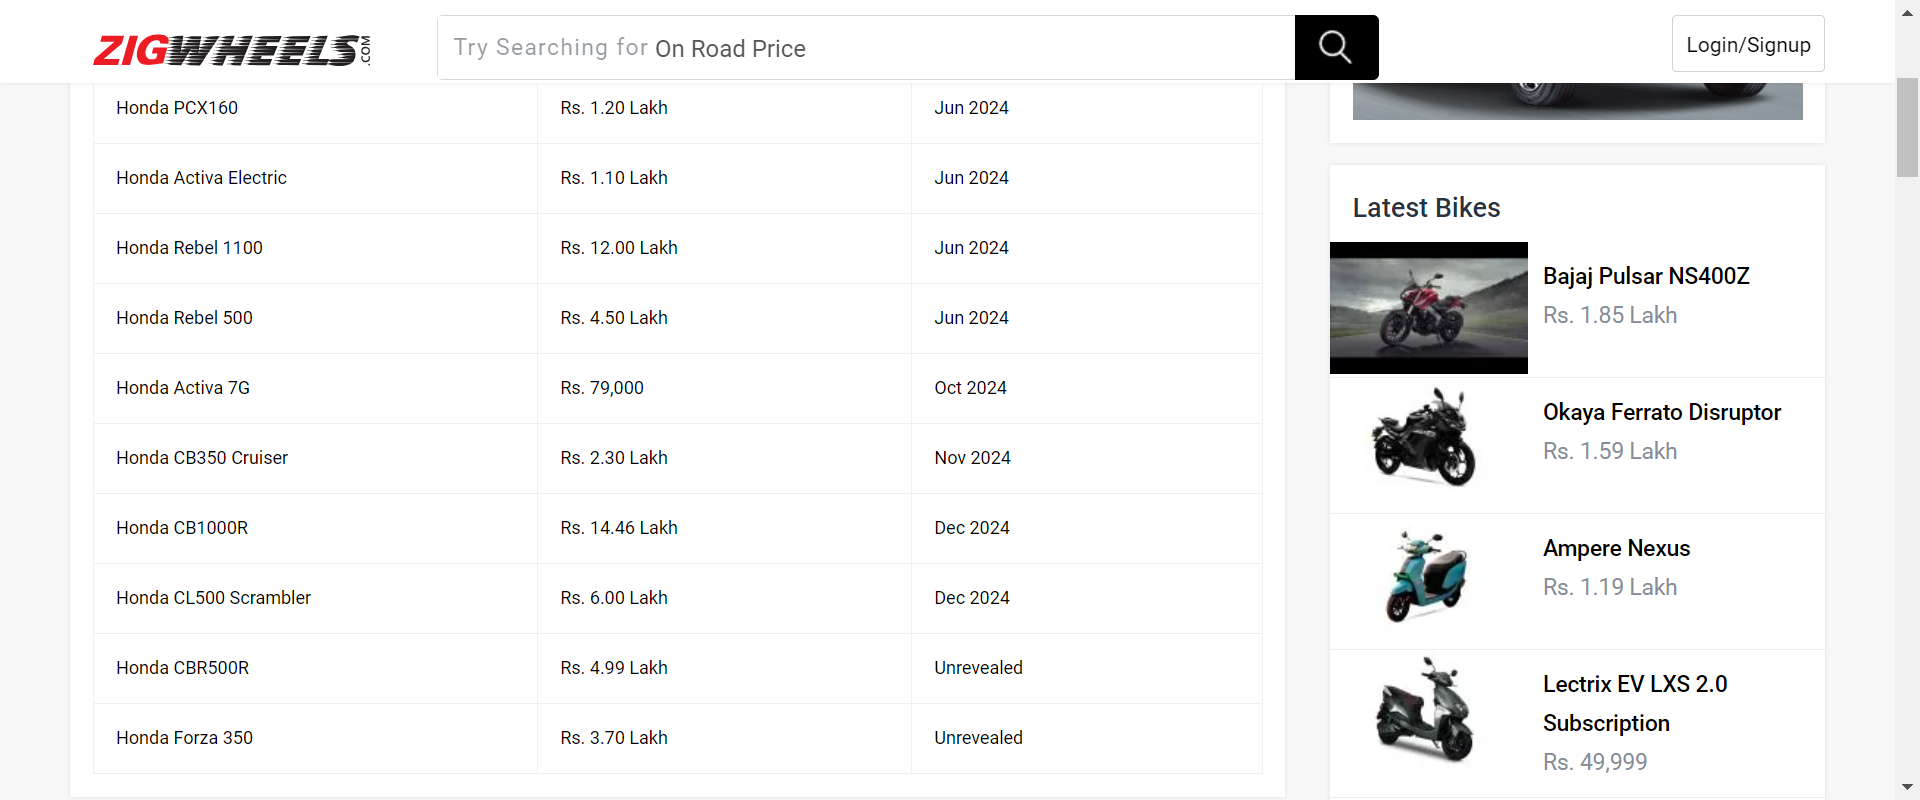 ZIGWHEELS.COM
Try Searching for On Road Price
Login/Signup
Honda PCX160 Rs. 1.20 Lakh Jun 2024
Honda Activa Electric Rs. 1.10 Lakh Jun 2024
Honda Rebel 1100 Rs. 12.00 Lakh Jun 2024
Honda Rebel 500 Rs. 4.50 Lakh Jun 2024
Honda Activa 7G Rs. 79,000 Oct 2024
Honda CB350 Cruiser Rs. 2.30 Lakh Nov 2024
Honda CB1000R Rs. 14.46 Lakh Dec 2024
Honda CL500 Scrambler Rs. 6.00 Lakh Dec 2024
Honda CBR500R Rs. 4.99 Lakh Unrevealed
Honda Forza 350 Rs. 3.70 Lakh Unrevealed
Latest Bikes
Bajaj Pulsar NS400Z
Rs. 1.85 Lakh
Okaya Ferrato Disruptor
Rs. 1.59 Lakh
Ampere Nexus
Rs. 1.19 Lakh
Lectrix EV LXS 2.0
Subscription
Rs. 49,999